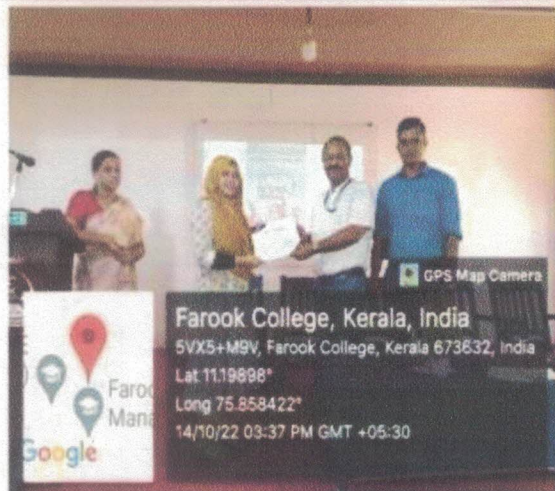 GPS Map Camera
Farook College, Kerala, India
5VX5+M9V, Farook College, Kerala 673632, India
Lat 11.19898°
Long 75.858422°
14/10/22 03:37 PM GMT +05:30
Faroo
Mana
Google